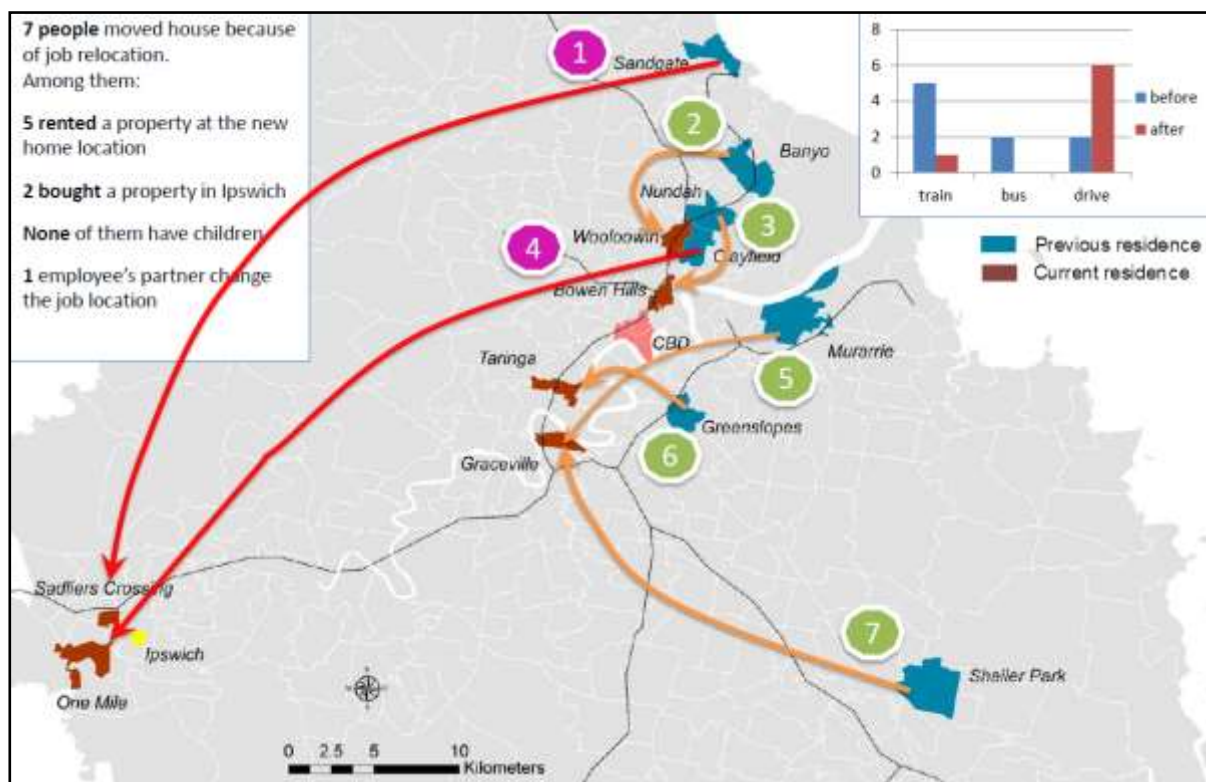 7 people moved house because
of job relocation.
Among them:
5 rented a property at the new
home location
2 bought a property in Ipswich
None of them have children
1 employee's partner change
the job location
8
6
4
2
0
train
bus
drive
before
after
Previous residence
Current residence
1
Sandgate
2
Banyo
Nundah
3
Wooloowin
4
Clayfield
Bowen Hills
CBD
Taringa
Murarrie
5
Greenslopes
6
Graceville
Sadliers Crossing
7
Ipswich
Shailer Park
One Mile
0 2.5 5 10
Kilometers